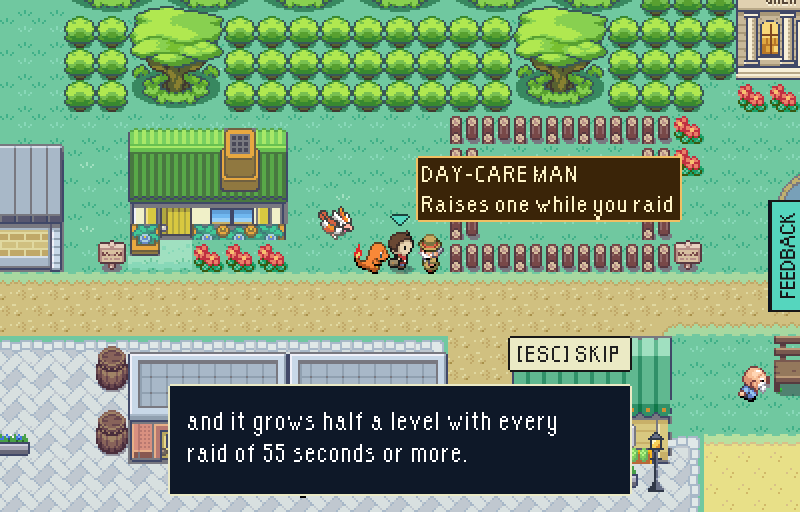 DAY-CARE MAN
Raises one while you raid
FEEDBACK
[ESC] SKIP
and it grows half a level with every
raid of 55 seconds or more.